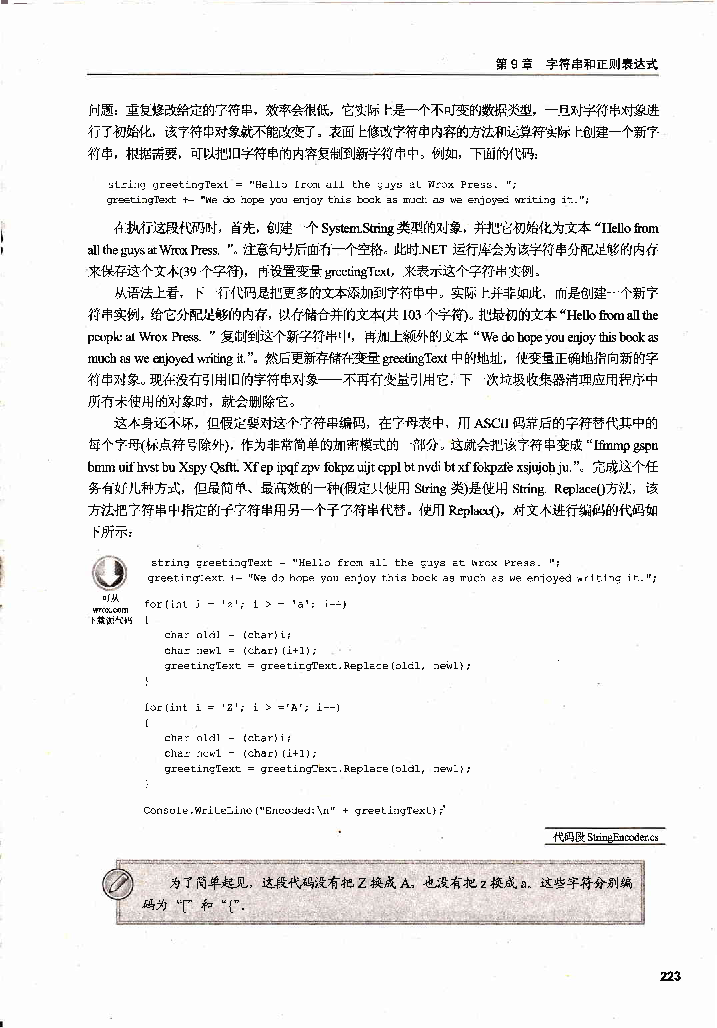 第9章 字符串和正则表达式
问题：重复修改给定的字符串，效率会很低，它实际上是一个不可变的数据类型，一旦对字符串对象进
行了初始化，该字符串对象就不能改变了。表面上修改字符串内容的方法和运算符实际上创建一个新字
符串，根据需要，可以把旧字符串的内容复制到新字符串中。例如，下面的代码：
string greetingText = "Hello from all the guys at Wrox Press. ";
greetingText += "We do hope you enjoy this book as much as we enjoyed writing it.";
在执行这段代码时，首先，创建一个 System.String 类型的对象，并把它初始化为文本“Hello from
all the guys at Wrox Press. ”。注意句号后面有一个空格。此时.NET 运行库会为该字符串分配足够的内存
来保存这个文本(39 个字符)，再设置变量 greetingText，来表示这个字符串实例。
从语法上看，下一行代码是把更多的文本添加到字符串中。实际上并非如此，而是创建一个新字
符串实例，给它分配足够的内存，以存储合并的文本(共 103 个字符)。把最初的文本“Hello from all the
people at Wrox Press. ”复制到这个新字符串中，再加上额外的文本“We do hope you enjoy this book as
much as we enjoyed writing it.”。然后更新存储在变量 greetingText 中的地址，使变量正确地指向新的字
符串对象。现在没有引用旧的字符串对象——不再有变量引用它，下一次垃圾收集器清理应用程序中
所有未使用的对象时，就会删除它。
这本身还不坏，但假定要对这个字符串编码，在字母表中，用 ASCII 码靠后的字符替代其中的
每个字母(标点符号除外)，作为非常简单的加密模式的一部分。这就会把该字符串变成“Ifmmp gspn
bmm uif hvst bu Xspy Qsftt. Xf ep ipqf zpv fokpz uijt cppl bt nvdi bt xf fokpzfe xsjujoh ju.”。完成这个任
务有好几种方式，但最简单、最高效的一种(假定只使用 String 类)是使用 String. Replace()方法，该
方法把字符串中指定的子字符串用另一个子字符串代替。使用 Replace()，对文本进行编码的代码如
下所示：
string greetingText = "Hello from all the guys at Wrox Press. ";
greetingText += "We do hope you enjoy this book as much as we enjoyed writing it.";
可从
wrox.com
下载源代码
for(int i = 'z'; i > = 'a'; i--)
{
char old1 = (char)i;
char new1 = (char)(i+1);
greetingText = greetingText.Replace(old1, new1);
}
for(int i = 'Z'; i > ='A'; i--)
{
char old1 = (char)i;
char new1 = (char)(i+1);
greetingText = greetingText.Replace(old1, new1);
}
Console.WriteLine("Encoded:\n" + greetingText);
代码段 StringEncoder.cs
为了简单起见，这段代码没有把 Z 换成 A。也没有把 z 换成 a。这些字符分别编
码为“[”和“{”.
223